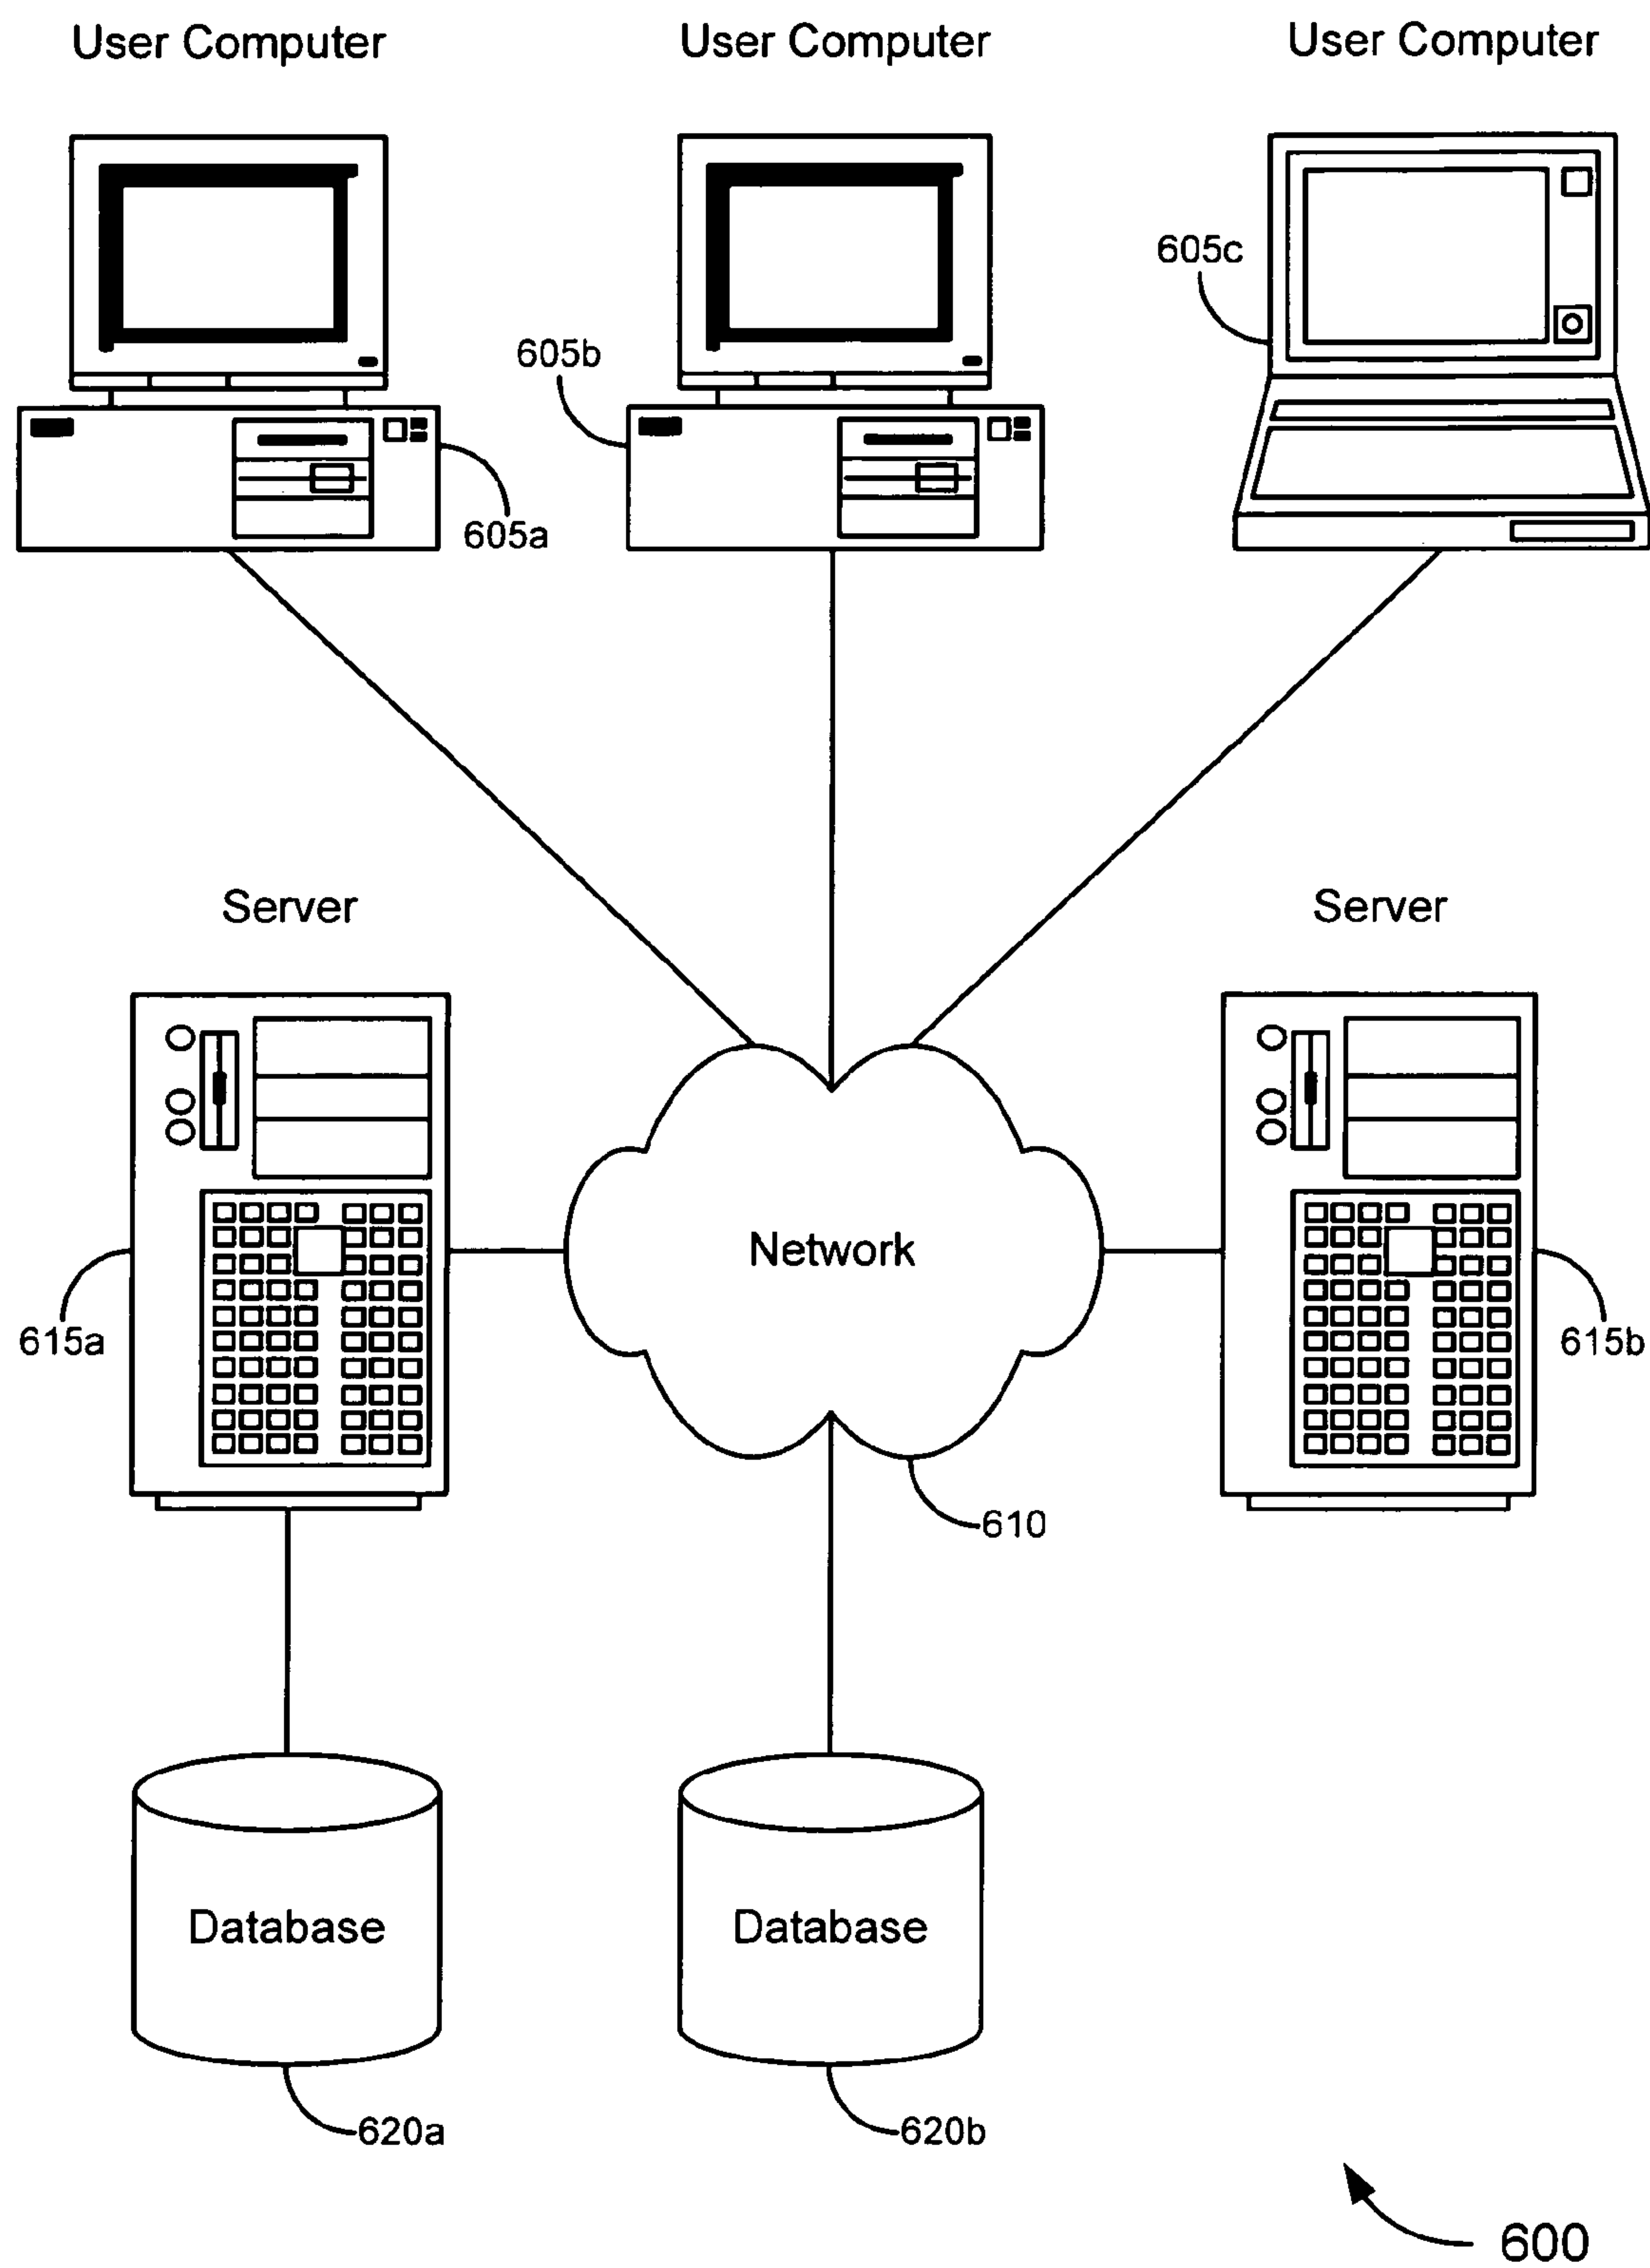 User Computer
User Computer
User Computer
605c
605b
605a
Server
Server
Network
615a
615b
610
Database
Database
620a
620b
600